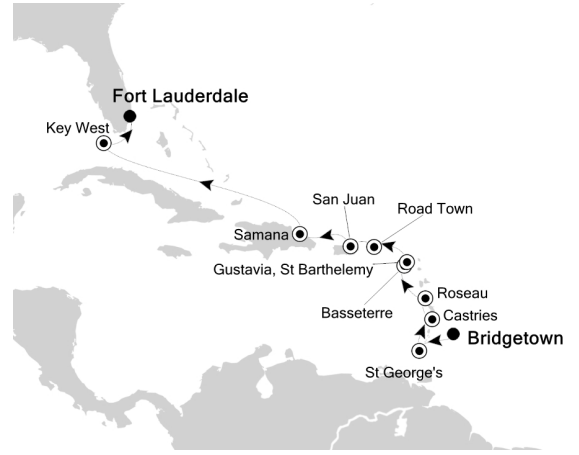 Fort Lauderdale
Key West
San Juan
Road Town
Samana
Gustavia, St Barthelemy
Roseau
Basseterre
Castries
Bridgetown
St George's